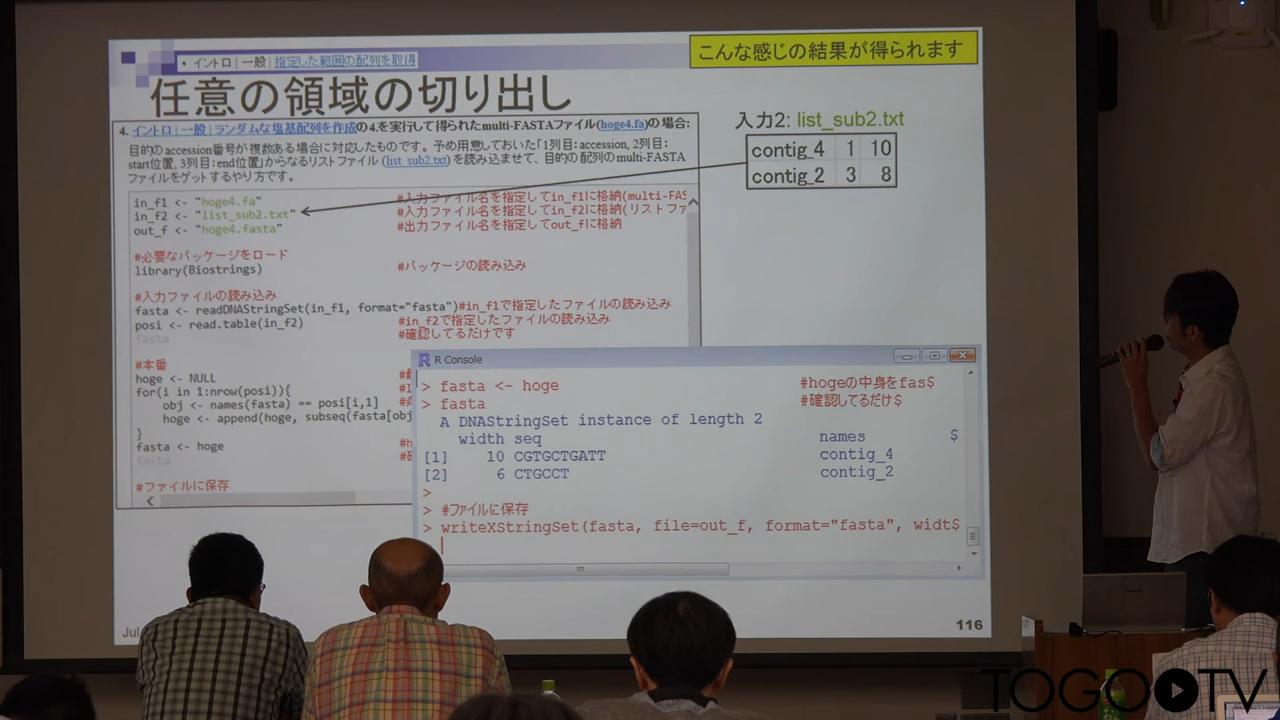 • イントロ | 一般 | 指定した範囲の配列を取得
こんな感じの結果が得られます
任意の領域の切り出し
4. イントロ | 一般 | ランダムな塩基配列を作成の4.を実行して得られたmulti-FASTAファイル(hoge4.fa)の場合:
目的のaccession番号が複数ある場合に対応したものです。予め用意しておいた「1列目:accession, 2列目:
start位置, 3列目:end位置」からなるリストファイル (list_sub2.txt) を読み込ませて、目的の配列のmulti-FASTA
ファイルをゲットするやり方です。
入力2: list_sub2.txt
contig_4 1 10
contig_2 3 8
in_f1 <- "hoge4.fa" #入力ファイル名を指定してin_f1に格納(multi-FAS
in_f2 <- "list_sub2.txt" #入力ファイル名を指定してin_f2に格納(リストファ
out_f <- "hoge4.fasta" #出力ファイル名を指定してout_fに格納
#必要なパッケージをロード
library(Biostrings) #パッケージの読み込み
#入力ファイルの読み込み
fasta <- readDNAStringSet(in_f1, format="fasta")#in_f1で指定したファイルの読み込み
posi <- read.table(in_f2) #in_f2で指定したファイルの読み込み
fasta #確認してるだけです
#本番
hoge <- NULL
for(i in 1:nrow(posi)){
obj <- names(fasta) == posi[i,1]
hoge <- append(hoge, subseq(fasta[obj
}
fasta <- hoge
fasta
#ファイルに保存
R Console
> fasta <- hoge #hogeの中身をfas$
> fasta #確認してるだけ$
A DNAStringSet instance of length 2
width seq names $
[1] 10 CGTGCTGATT contig_4
[2] 6 CTGCCT contig_2
>
> #ファイルに保存
> writeXStringSet(fasta, file=out_f, format="fasta", widt$
Jul
116
TOGO TV